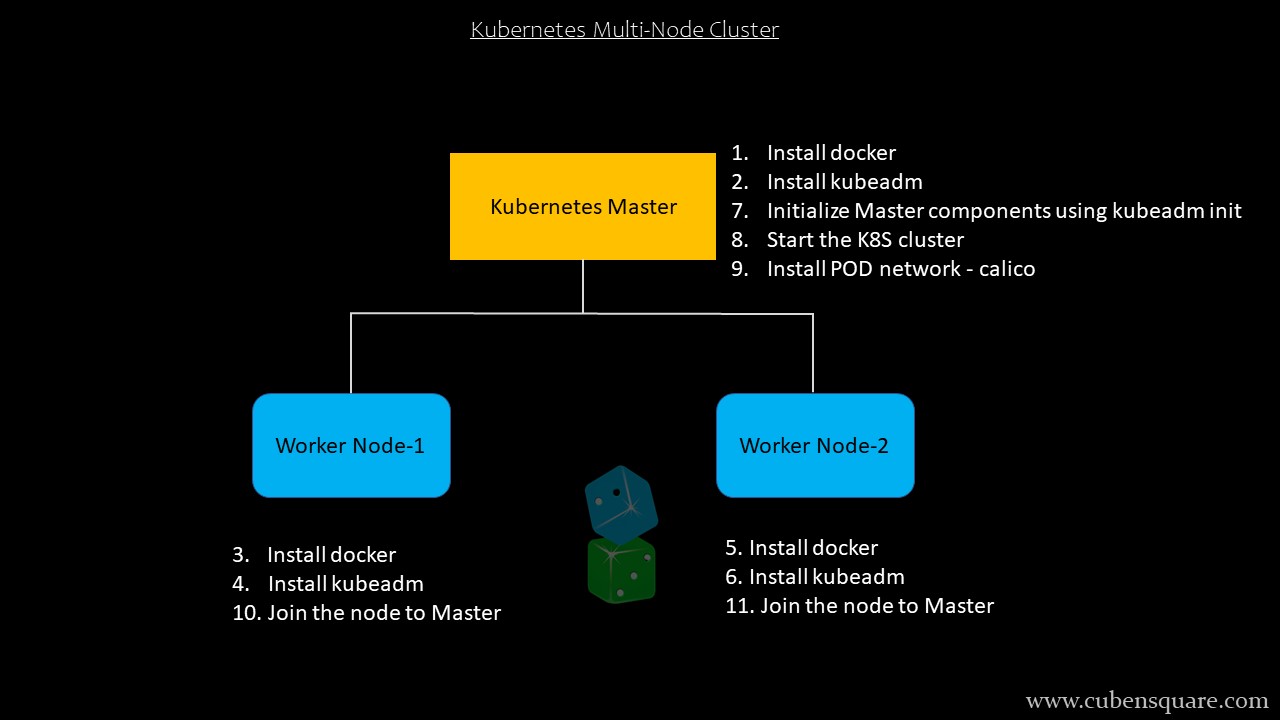 Kubernetes Multi-Node Cluster
Kubernetes Master
1. Install docker
2. Install kubeadm
7. Initialize Master components using kubeadm init
8. Start the K8S cluster
9. Install POD network - calico
Worker Node-1
Worker Node-2
3. Install docker
4. Install kubeadm
10. Join the node to Master
5. Install docker
6. Install kubeadm
11. Join the node to Master
www.cubensquare.com